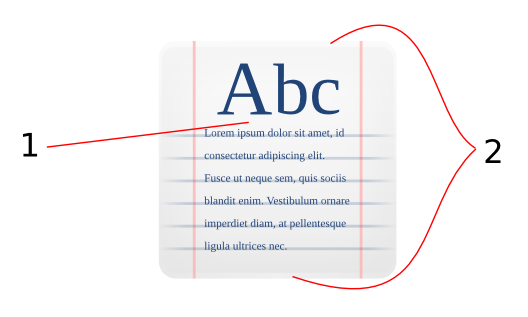 Abc
1
Lorem ipsum dolor sit amet, id
consectetur adipiscing elit.
2
Fusce ut neque sem, quis sociis
blandit enim. Vestibulum ornare
imperdiet diam, at pellentesque
ligula ultrices nec.